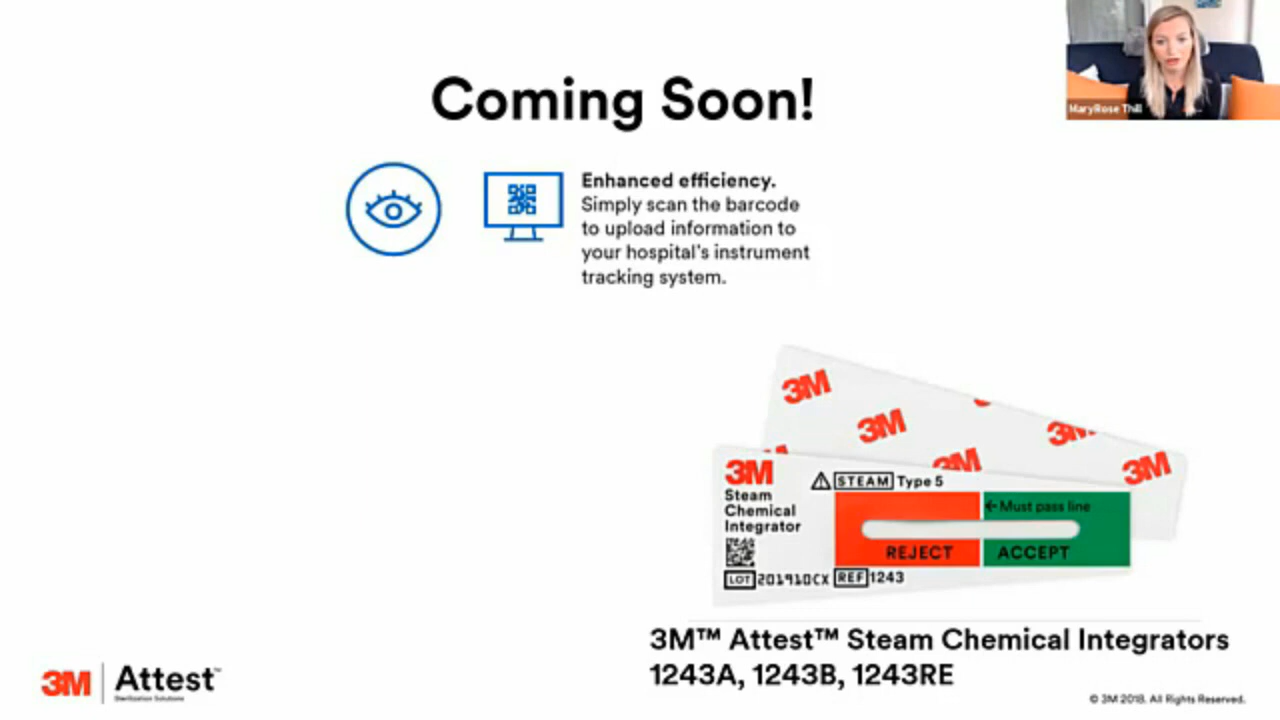 Coming Soon!
MaryRose Thill
Enhanced efficiency.
Simply scan the barcode
to upload information to
your hospital's instrument
tracking system.
3M
3M
3M
3M
3M
3M
Steam
Chemical
Integrator
⚠ STEAM Type 5
←Must pass line
REJECT ACCEPT
LOT 201910CX REF 1243
3M™ Attest™ Steam Chemical Integrators
1243A, 1243B, 1243RE
3M Attest™
Sterilization Solutions
© 3M 2018. All Rights Reserved.